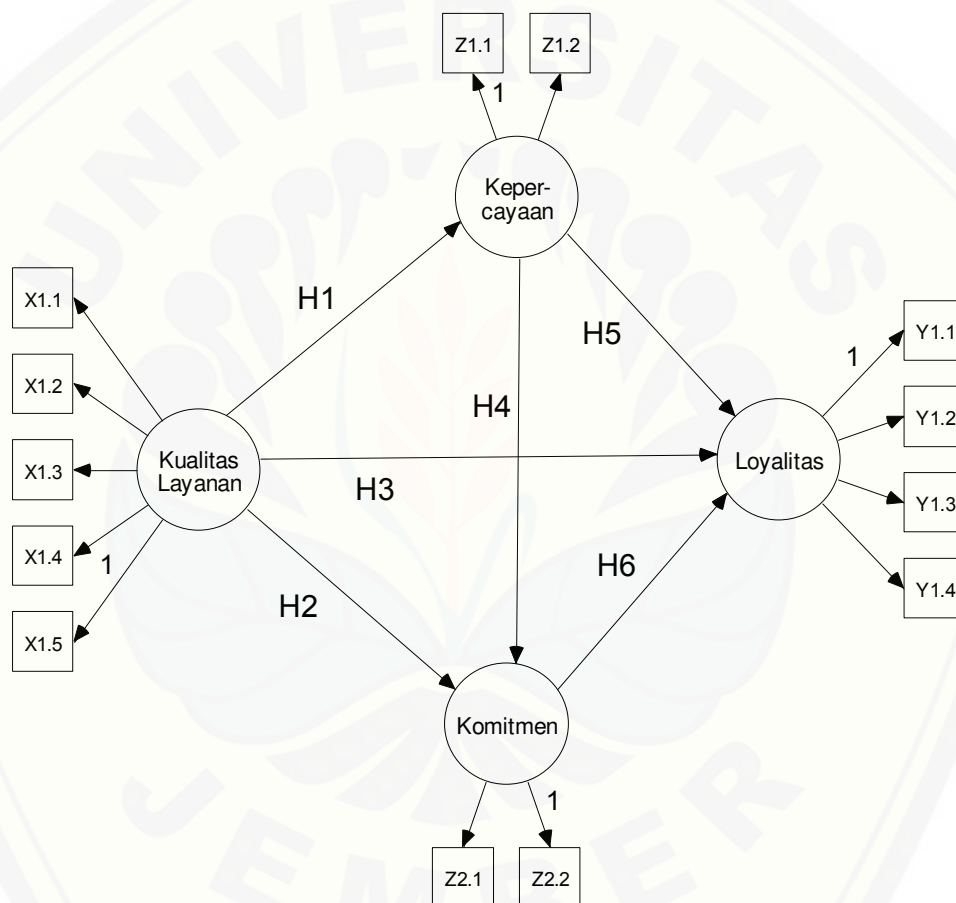 UNIVERSITAS
Z1.1
Z1.2
1
Keper-
cayaan
X1.1
X1.2
X1.3
X1.4
X1.5
1
H1
H5
H4
Kualitas
Layanan
H3
H2
H6
Loyalitas
1
Y1.1
Y1.2
Y1.3
Y1.4
Komitmen
1
Z2.1
Z2.2
JEMBER